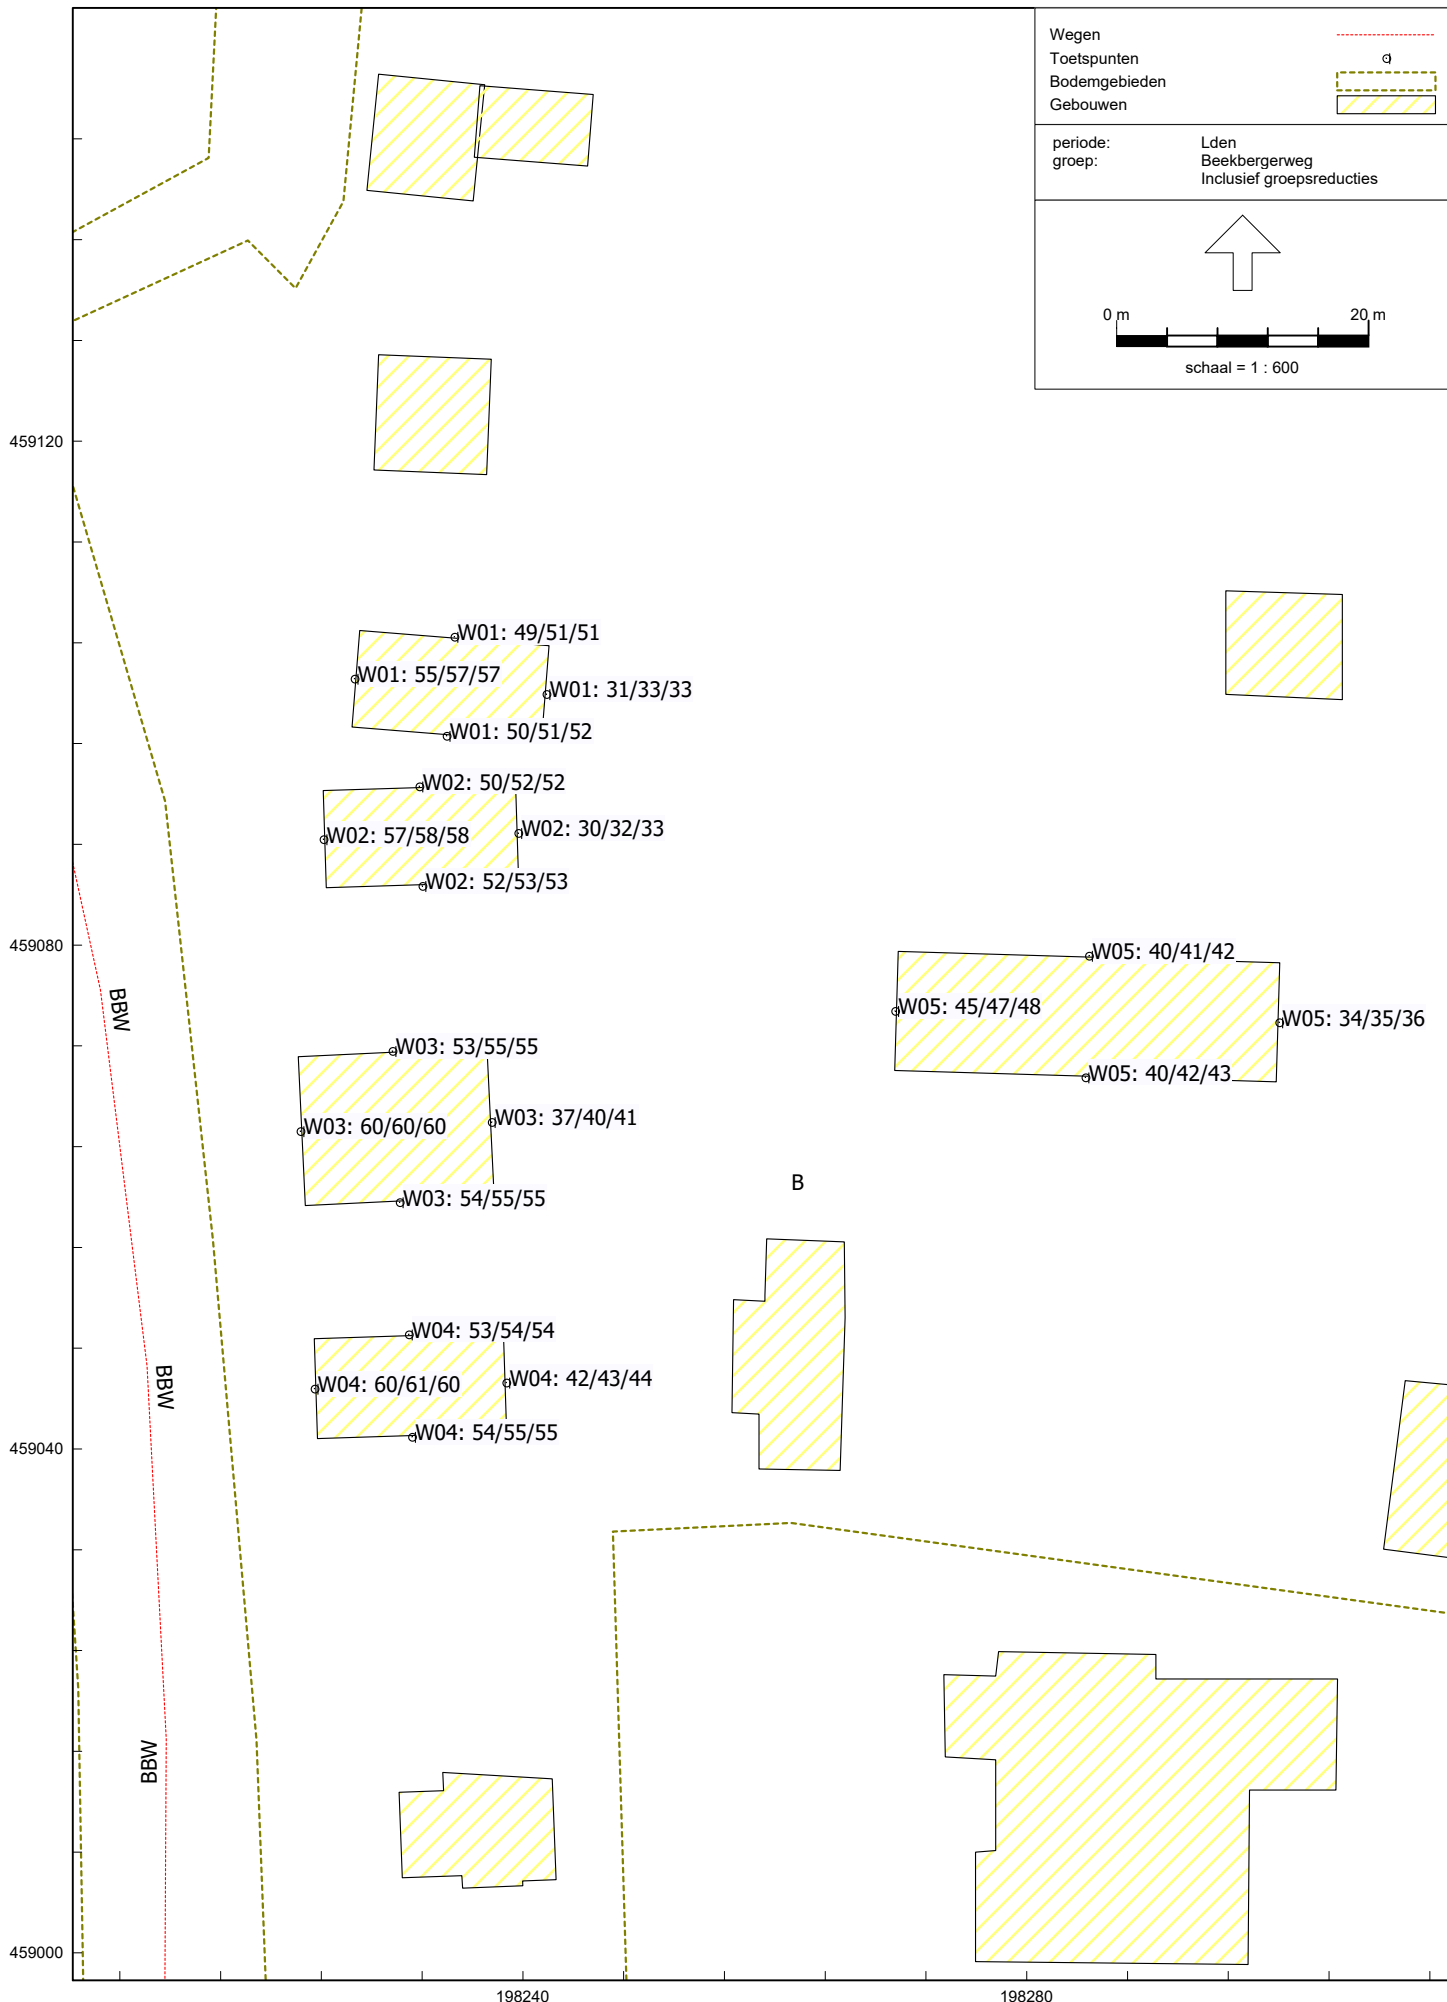 Wegen
Toetspunten
Bodemgebieden
Gebouwen
periode: Lden
groep: Beekbergerweg
Inclusief groepsreducties
0 m 20 m
schaal = 1 : 600
459120
W01: 49/51/51
W01: 55/57/57
W01: 31/33/33
W01: 50/51/52
W02: 50/52/52
W02: 57/58/58
W02: 30/32/33
W02: 52/53/53
459080
W05: 40/41/42
W05: 45/47/48
W05: 34/35/36
W05: 40/42/43
BBW
W03: 53/55/55
W03: 60/60/60
W03: 37/40/41
W03: 54/55/55
B
W04: 53/54/54
W04: 60/61/60
W04: 42/43/44
W04: 54/55/55
BBW
459040
BBW
459000
198240 198280